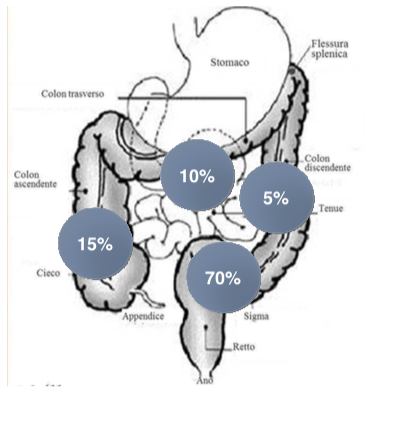 Flessura
splenica
Stomaco
Colon trasverso
Colon
discendente
Colon
ascendente
10%
5%
Tenue
15%
Cieco
70%
Appendice
Sigma
Retto
Ano